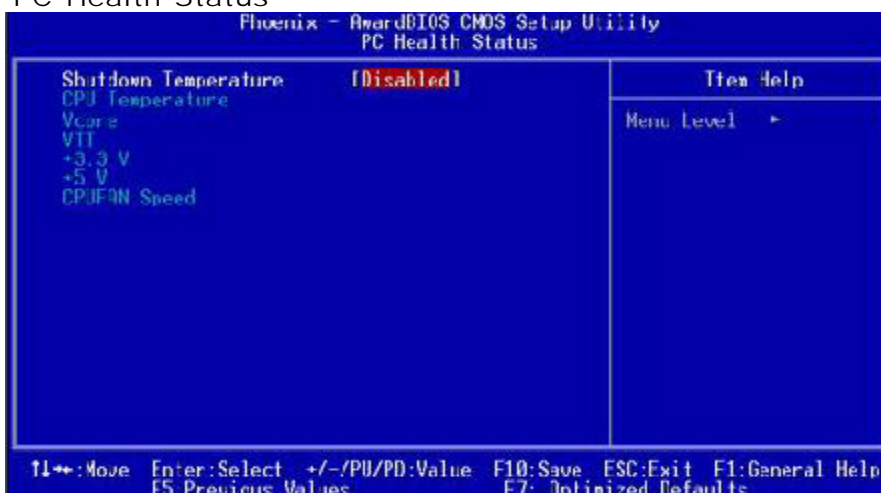 PC Health Status
Phoenix - AwardBIOS CMOS Setup Utility
PC Health Status
Shutdown Temperature [Disabled]
Item Help
CPU Temperature
Vcore
Menu Level ►
VTT
+3.3 V
+5 V
CPUFAN Speed
↑↓→←:Move Enter:Select +/-/PU/PD:Value F10:Save ESC:Exit F1:General Help
F5 Previous Values F7: Optimized Defaults